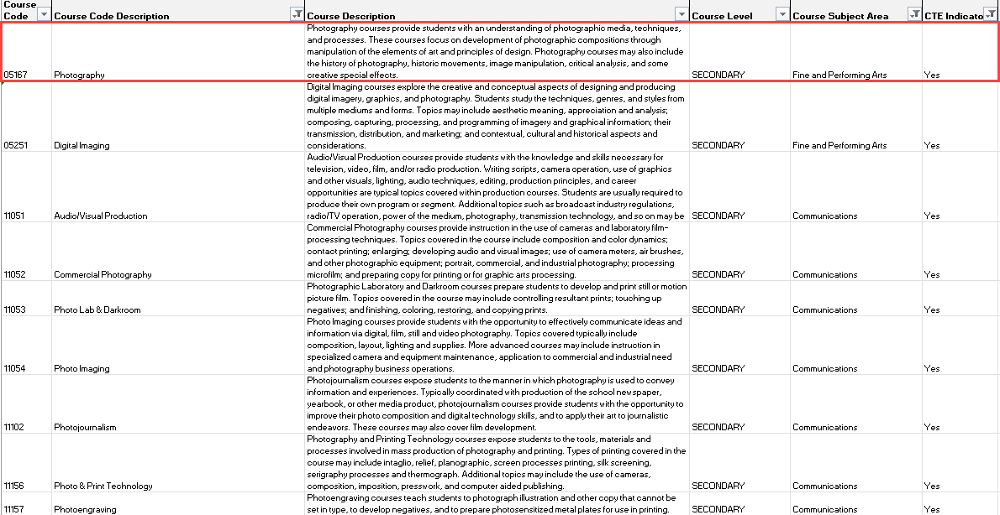 Course
Code Course Code Description Course Description Course Level Course Subject Area CTE Indicato
Photography courses provide students with an understanding of photographic media, techniques,
and processes. These courses focus on development of photographic compositions through
manipulation of the elements of art and principles of design. Photography courses may also include
the history of photography, historic movements, image manipulation, critical analysis, and some
05167 Photography creative special effects. SECONDARY Fine and Performing Arts Yes
Digital Imaging courses explore the creative and conceptual aspects of designing and producing
digital imagery, graphics, and photography. Students study the techniques, genres, and styles from
multiple mediums and forms. Topics may include aesthetic meaning, appreciation and analysis;
composing, capturing, processing, and programming of imagery and graphical information; their
transmission, distribution, and marketing; and contextual, cultural and historical aspects and
05251 Digital Imaging considerations. SECONDARY Fine and Performing Arts Yes
Audio/Visual Production courses provide students with the knowledge and skills necessary for
television, video, film, and/or radio production. Writing scripts, camera operation, use of graphics
and other visuals, lighting, audio techniques, editing, production principles, and career
opportunities are typical topics covered within production courses. Students are usually required to
produce their own program or segment. Additional topics such as broadcast industry regulations,
11051 Audio/Visual Production radio/TV operation, power of the medium, photography, transmission technology, and so on may be SECONDARY Communications Yes
Commercial Photography courses provide instruction in the use of cameras and laboratory film-
processing techniques. Topics covered in the course include composition and color dynamics;
contact printing; enlarging; developing audio and visual images; use of camera meters, air brushes,
and other photographic equipment; portrait, commercial, and industrial photography; processing
11052 Commercial Photography microfilm; and preparing copy for printing or for graphic arts processing. SECONDARY Communications Yes
Photographic Laboratory and Darkroom courses prepare students to develop and print still or motion
picture film. Topics covered in the course may include controlling resultant prints; touching up
11053 Photo Lab & Darkroom negatives; and finishing, coloring, restoring, and copying prints. SECONDARY Communications Yes
Photo Imaging courses provide students with the opportunity to effectively communicate ideas and
information via digital, film, still and video photography. Topics covered typically include
composition, layout, lighting and supplies. More advanced courses may include instruction in
specialized camera and equipment maintenance, application to commercial and industrial need
11054 Photo Imaging and photography business operations. SECONDARY Communications Yes
Photojournalism courses expose students to the manner in which photography is used to convey
information and experiences. Typically coordinated with production of the school newspaper,
yearbook, or other media product, photojournalism courses provide students with the opportunity to
improve their photo composition and digital technology skills, and to apply their art to journalistic
11102 Photojournalism endeavors. These courses may also cover film development. SECONDARY Communications Yes
Photography and Printing Technology courses expose students to the tools, materials and
processes involved in mass production of photography and printing. Types of printing covered in the
course may include intaglio, relief, planographic, screen processes printing, silk screening,
serigraphy processes and thermograph. Additional topics may include the use of cameras,
11156 Photo & Print Technology composition, imposition, presswork, and computer aided publishing. SECONDARY Communications Yes
Photoengraving courses teach students to photograph illustration and other copy that cannot be
11157 Photoengraving set in type, to develop negatives, and to prepare photosensitized metal plates for use in printing. SECONDARY Communications Yes